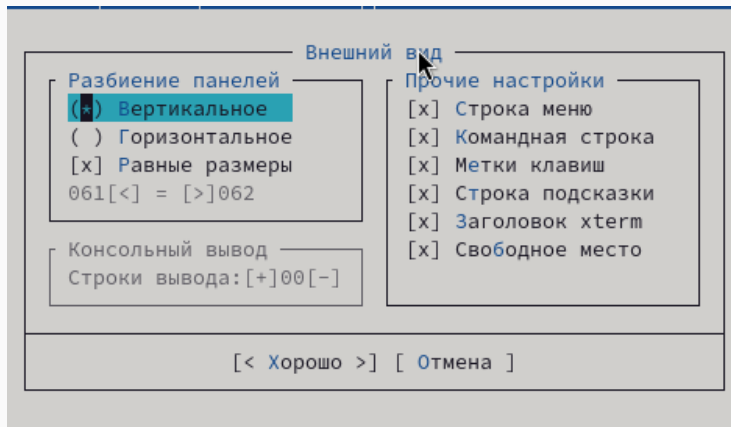 Внешний вид
Разбиение панелей
(*) Вертикальное
( ) Горизонтальное
[x] Равные размеры
061[<] = [>]062
Консольный вывод
Строки вывода:[+]00[-]
Прочие настройки
[x] Строка меню
[x] Командная строка
[x] Метки клавиш
[x] Строка подсказки
[x] Заголовок xterm
[x] Свободное место
[< Хорошо >] [ Отмена ]